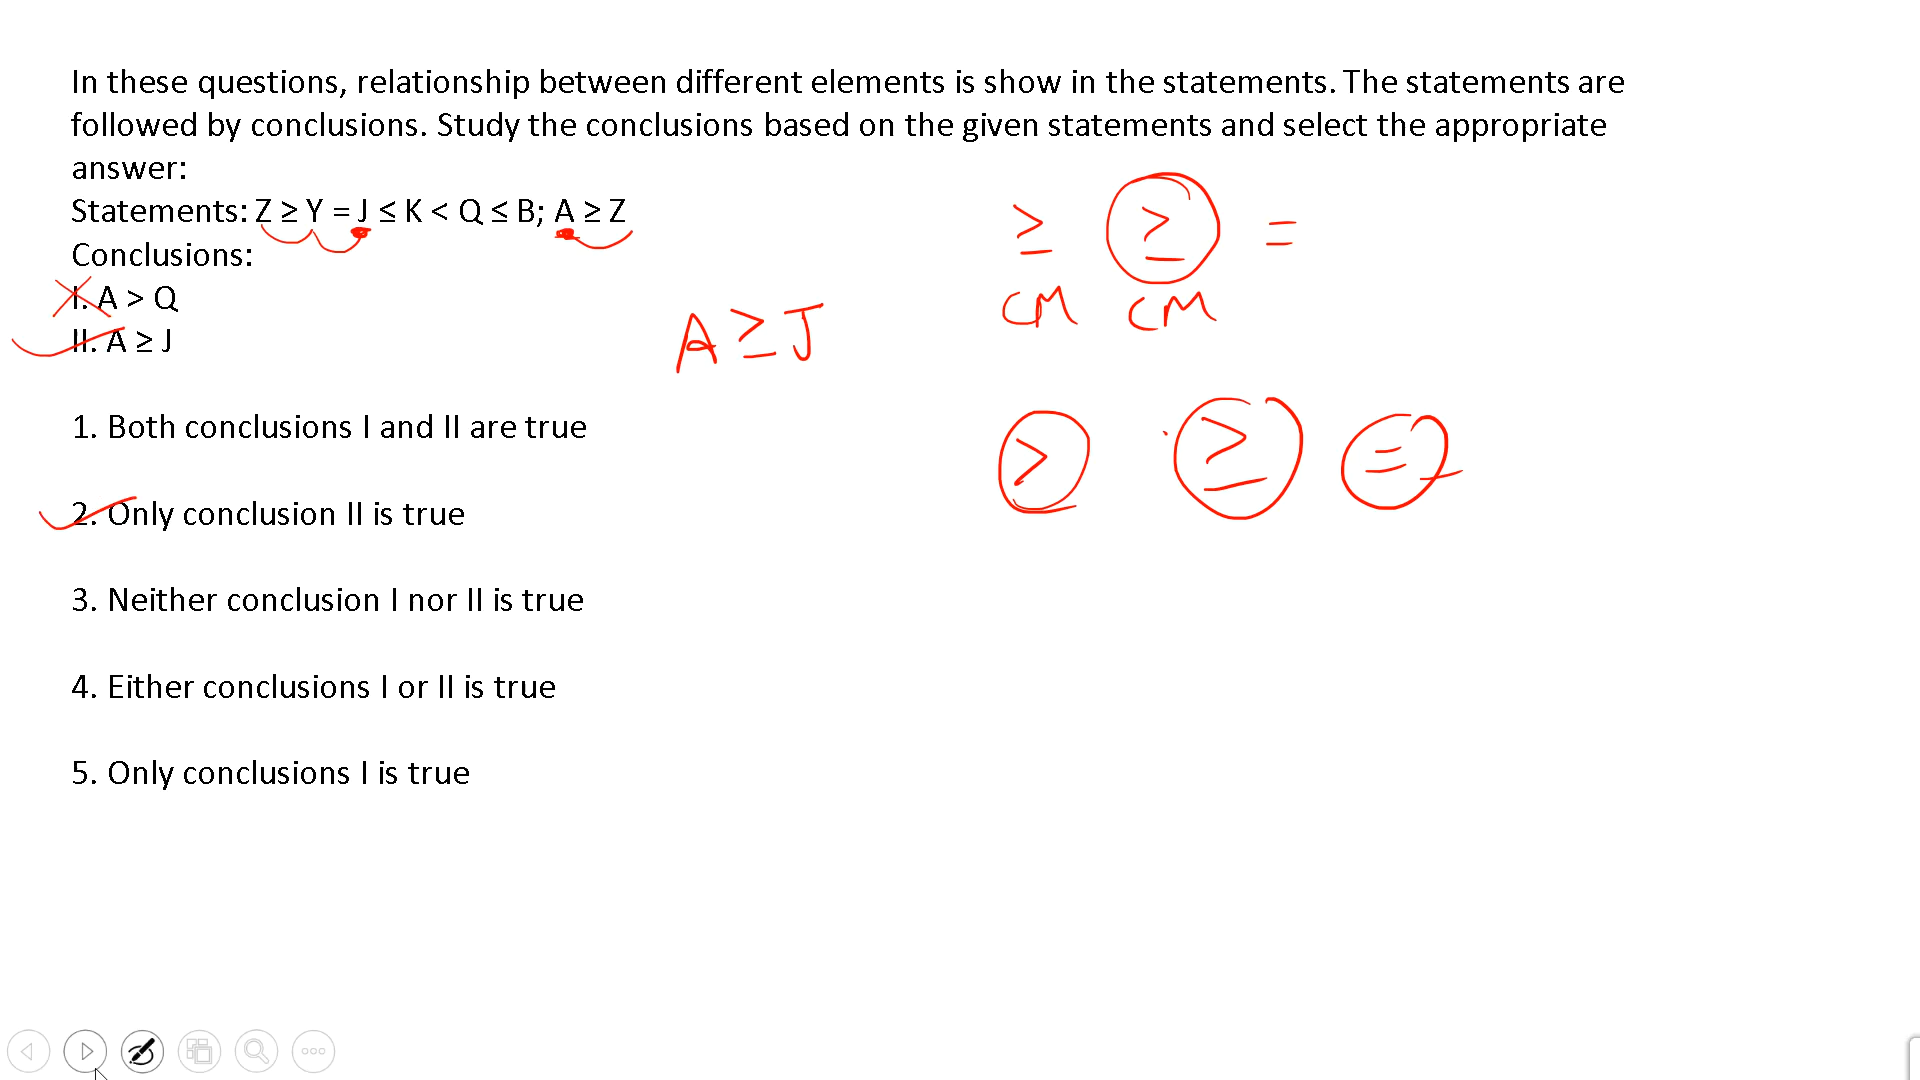 In these questions, relationship between different elements is show in the statements. The statements are
followed by conclusions. Study the conclusions based on the given statements and select the appropriate
answer:
Statements: Z ≥ Y = J ≤ K < Q ≤ B; A ≥ Z
Conclusions:
I. A > Q
II. A ≥ J
≥ ≥ =
CM CM
A ≥ J
> ≥ = 2
1. Both conclusions I and II are true
2. Only conclusion II is true
3. Neither conclusion I nor II is true
4. Either conclusions I or II is true
5. Only conclusions I is true